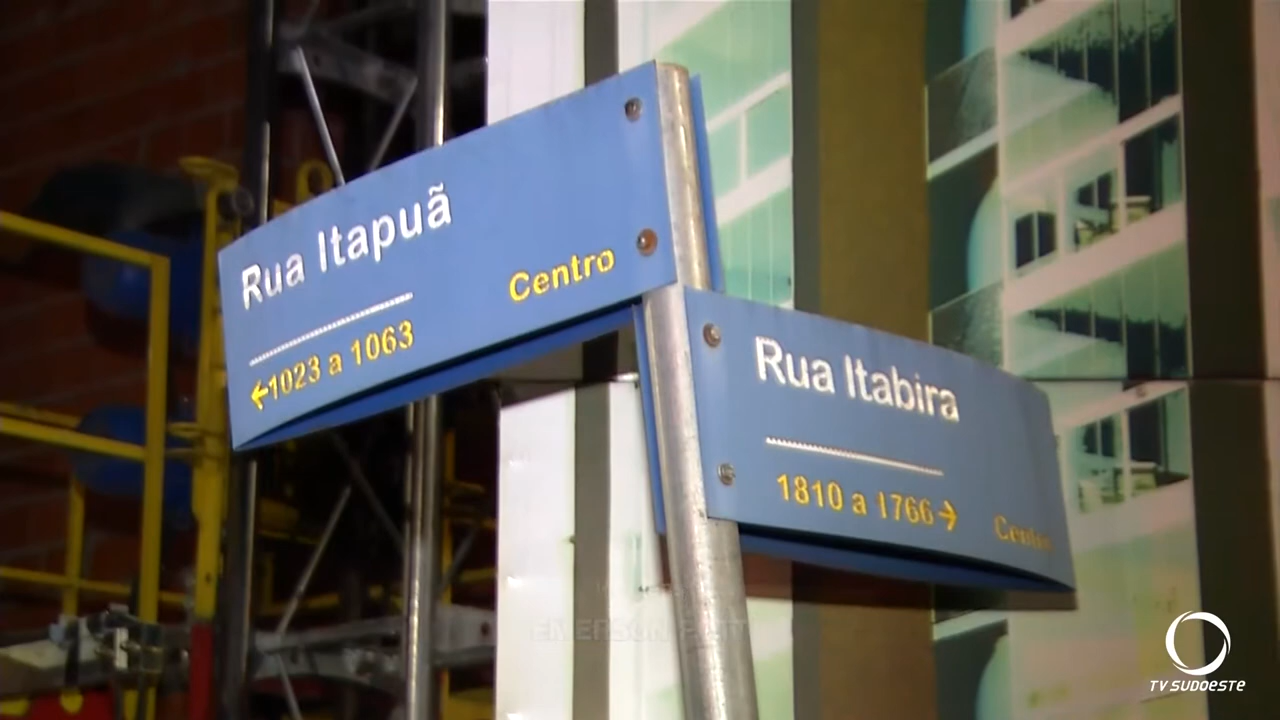 Rua Itapuã
Centro
←1023 a 1063
Rua Itabira
1810 a 1766→
Centro
TV SUDOESTE